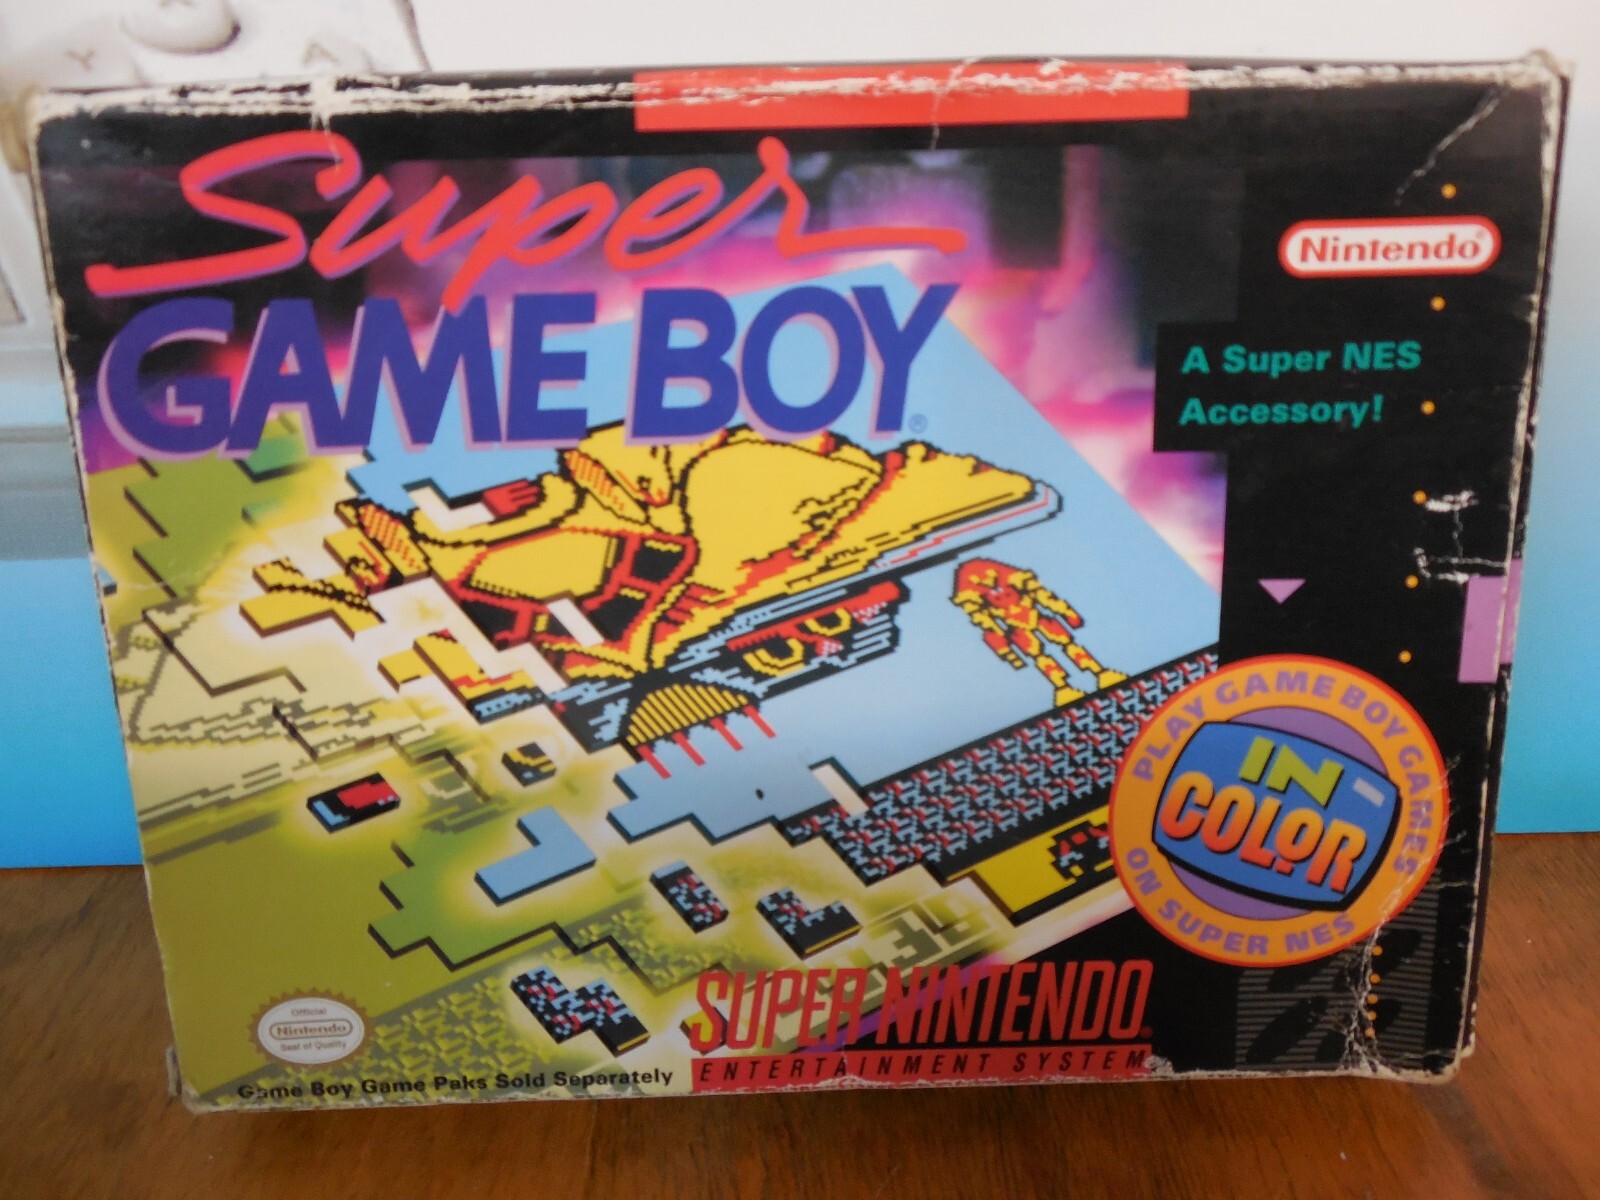 Super
GAME BOY®
Nintendo®
A Super NES
Accessory!
PLAY GAME BOY GAMES
IN
COLOR
ON SUPER NES
SUPER NINTENDO®
ENTERTAINMENT SYSTEM
Official
Nintendo
Seal of Quality
Game Boy Game Paks Sold Separately
Y
X
A